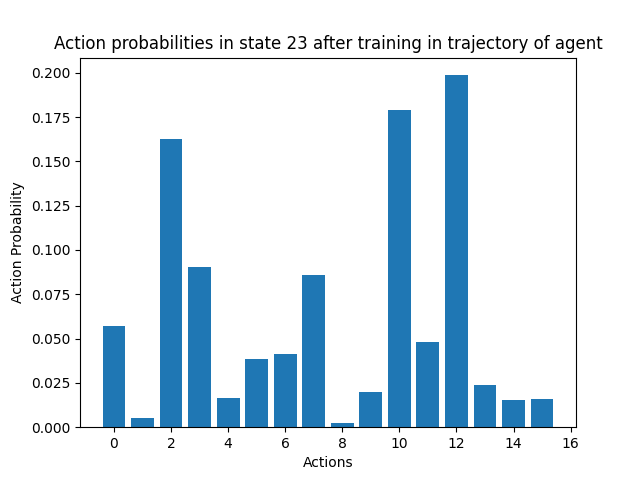 Action probabilities in state 23 after training in trajectory of agent
0.200
0.175
0.150
0.125
0.100
0.075
0.050
0.025
0.000
Action Probability
0 2 4 6 8 10 12 14 16
Actions